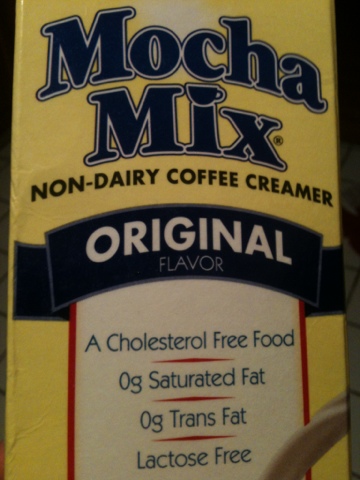 Mocha
Mix®
NON-DAIRY COFFEE CREAMER
ORIGINAL
FLAVOR
A Cholesterol Free Food
0g Saturated Fat
0g Trans Fat
Lactose Free